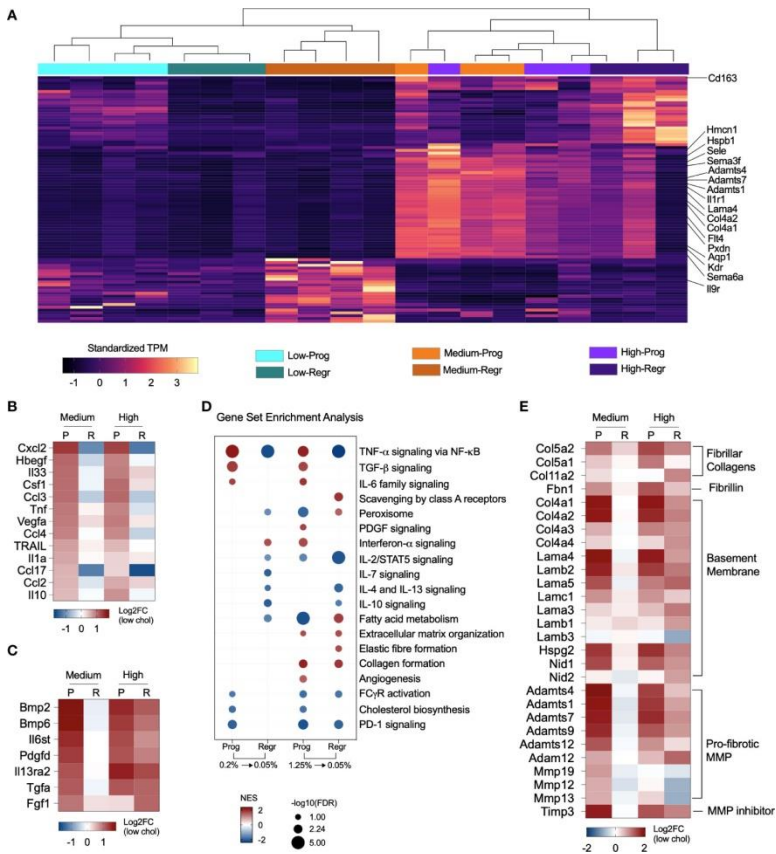 A
Cd163
Hmcn1
Hspb1
Sele
Sema3f
Adamts4
Adamts7
Adamts1
Il1r1
Lama4
Col4a2
Col4a1
Flt4
Pxdn
Aqp1
Kdr
Sema6a
Il9r
Standardized TPM
-1 0 1 2 3
Low-Prog
Low-Regr
Medium-Prog
Medium-Regr
High-Prog
High-Regr
B
Medium High
P R P R
Cxcl2
Hbegf
Il33
Csf1
Ccl3
Tnf
Vegfa
Ccl4
TRAIL
Il1a
Ccl17
Ccl2
Il10
Log2FC
(low chol)
-1 0 1
C
Medium High
P R P R
Bmp2
Bmp6
Il6st
Pdgfd
Il13ra2
Tgfa
Fgf1
Log2FC
(low chol)
-1 0 1
D
Gene Set Enrichment Analysis
TNF-α signaling via NF-κB
TGF-β signaling
IL-6 family signaling
Scavenging by class A receptors
Peroxisome
PDGF signaling
Interferon-α signaling
IL-2/STAT5 signaling
IL-7 signaling
IL-4 and IL-13 signaling
IL-10 signaling
Fatty acid metabolism
Extracellular matrix organization
Elastic fibre formation
Collagen formation
Angiogenesis
FCγR activation
Cholesterol biosynthesis
PD-1 signaling
Prog Regr Prog Regr
0.2% → 0.05% 1.25% → 0.05%
NES
2
0
-2
-log10(FDR)
1.00
2.24
5.00
E
Medium High
P R P R
Col5a2
Col5a1
Col11a2
Fbn1
Col4a1
Col4a2
Col4a3
Col4a4
Lama4
Lamb2
Lama5
Lamc1
Lama3
Lamb1
Lamb3
Hspg2
Nid1
Nid2
Adamts4
Adamts1
Adamts7
Adamts9
Adamts12
Adam12
Mmp19
Mmp12
Mmp13
Timp3
Fibrillar
Collagens
Fibrillin
Basement
Membrane
Pro-fibrotic
MMP
MMP inhibitor
Log2FC
(low chol)
-2 0 2